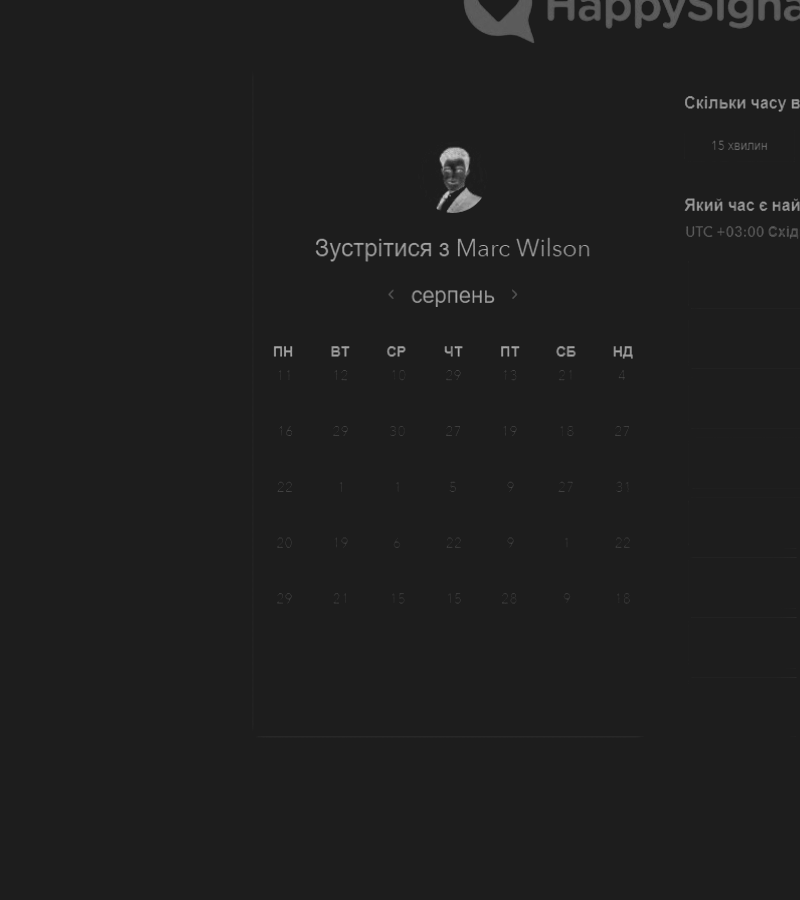 HappySigna
Зустрітися з Marc Wilson
серпень
ПН ВТ СР ЧТ ПТ СБ НД
11 12 10 29 13 21 4
16 29 30 27 19 18 27
22 1 1 5 9 27 31
20 19 6 22 9 1 22
29 21 15 15 28 9 18
Скільки часу в
15 хвилин
Який час є най
UTC +03:00 Схід